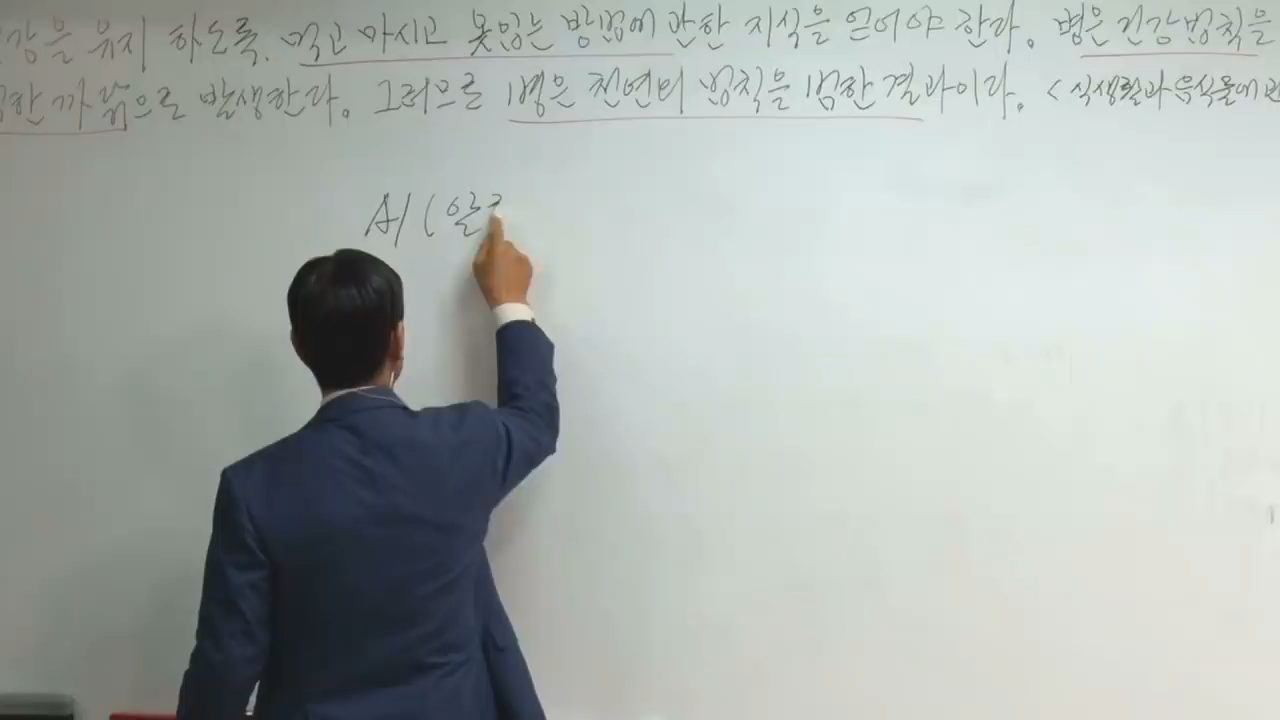 강을 유지 하도록. 먹고 마시고 옷입는 방법에 관한 지식을 얻어야 한다. 병은 건강법칙을
한 까닭으로 발생한다. 그러므로 병은 천연의 법칙을 범한 결과이다. <식생활과 음식물에
Al (알